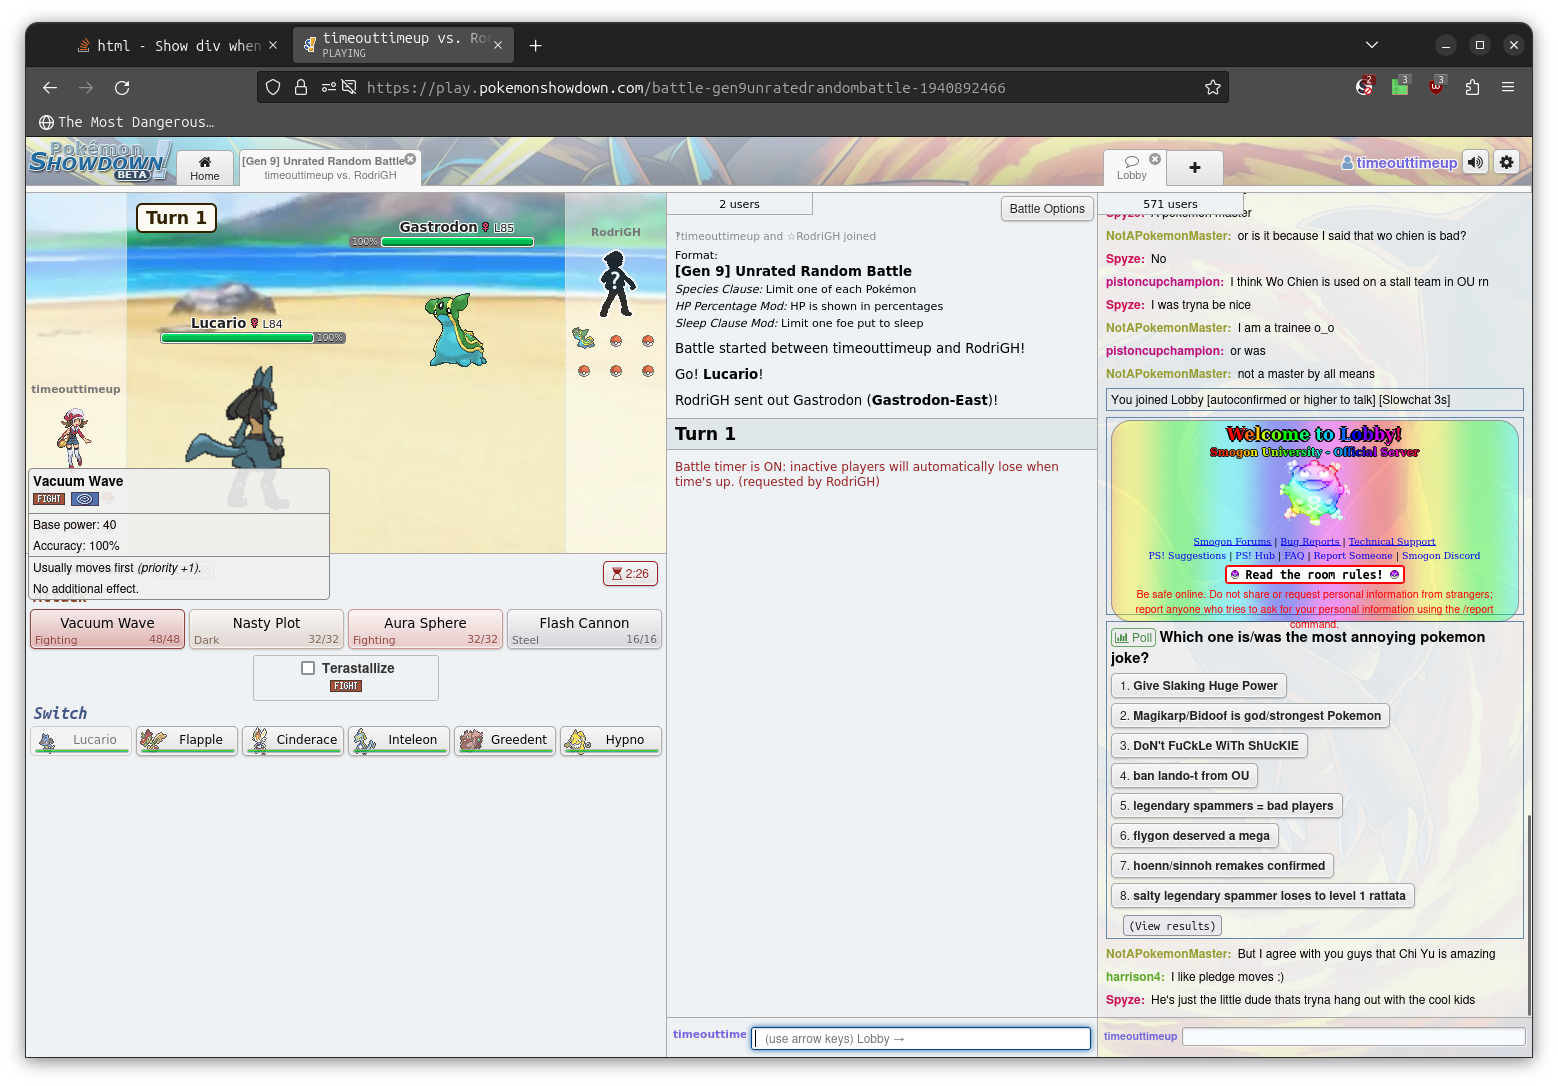 html - Show div when
timeouttimeup vs. Ro
PLAYING
https://play.pokemonshowdown.com/battle-gen9unratedrandombattle-1940892466
2
3
3
The Most Dangerous…
Pokémon
SHOWDOWN!
BETA
Home
[Gen 9] Unrated Random Battle
timeouttimeup vs. RodriGH
Lobby
timeouttimeup
Turn 1
Gastrodon L85
100%
RodriGH
Lucario L84
100%
timeouttimeup
Vacuum Wave
FIGHT
Base power: 40
Accuracy: 100%
Usually moves first (priority +1).
No additional effect.
2:26
Vacuum Wave
Fighting 48/48
Nasty Plot
Dark 32/32
Aura Sphere
Fighting 32/32
Flash Cannon
Steel 16/16
Terastallize
FIGHT
Switch
Lucario
Flapple
Cinderace
Inteleon
Greedent
Hypno
2 users
Battle Options
?timeouttimeup and ☆RodriGH joined
Format:
[Gen 9] Unrated Random Battle
Species Clause: Limit one of each Pokémon
HP Percentage Mod: HP is shown in percentages
Sleep Clause Mod: Limit one foe put to sleep
Battle started between timeouttimeup and RodriGH!
Go! Lucario!
RodriGH sent out Gastrodon (Gastrodon-East)!
Turn 1
Battle timer is ON: inactive players will automatically lose when
time's up. (requested by RodriGH)
timeouttime
(use arrow keys) Lobby →
571 users
Spyze: A pokemon master
NotAPokemonMaster: or is it because I said that wo chien is bad?
Spyze: No
pistoncupchampion: I think Wo Chien is used on a stall team in OU rn
Spyze: I was tryna be nice
NotAPokemonMaster: I am a trainee o_o
pistoncupchampion: or was
NotAPokemonMaster: not a master by all means
You joined Lobby [autoconfirmed or higher to talk] [Slowchat 3s]
Welcome to Lobby!
Smogon University - Official Server
Smogon Forums | Bug Reports | Technical Support
PS! Suggestions | PS! Hub | FAQ | Report Someone | Smogon Discord
Read the room rules!
Be safe online. Do not share or request personal information from strangers;
report anyone who tries to ask for your personal information using the /report
command.
Poll Which one is/was the most annoying pokemon
joke?
1. Give Slaking Huge Power
2. Magikarp/Bidoof is god/strongest Pokemon
3. DoN't FuCkLe WiTh ShUcKlE
4. ban lando-t from OU
5. legendary spammers = bad players
6. flygon deserved a mega
7. hoenn/sinnoh remakes confirmed
8. salty legendary spammer loses to level 1 rattata
(View results)
NotAPokemonMaster: But I agree with you guys that Chi Yu is amazing
harrison4: I like pledge moves :)
Spyze: He's just the little dude thats tryna hang out with the cool kids
timeouttimeup